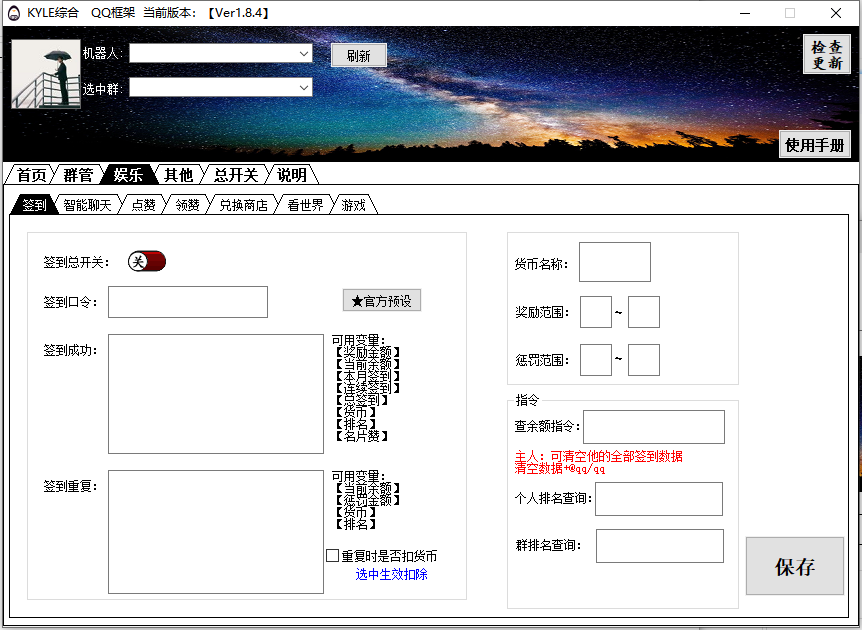 KYLE综合 QQ框架 当前版本：【Ver1.8.4】
机器人:
刷新
检查
更新
选中群:
使用手册
首页 群管 娱乐 其他 总开关 说明
签到 智能聊天 点赞 领赞 兑换商店 看世界 游戏
签到总开关：
关
签到口令：
★官方预设
签到成功：
可用变量：
【奖励金额】
【当前余额】
【本月签到】
【连续签到】
【总签到】
【货币】
【排名】
【名片赞】
签到重复：
可用变量：
【当前余额】
【惩罚金额】
【货币】
【排名】
重复时是否扣货币
选中生效扣除
货币名称：
奖励范围： ~
惩罚范围： ~
指令
查余额指令：
主人：可清空他的全部签到数据
清空数据+@qq/qq
个人排名查询：
群排名查询：
保存